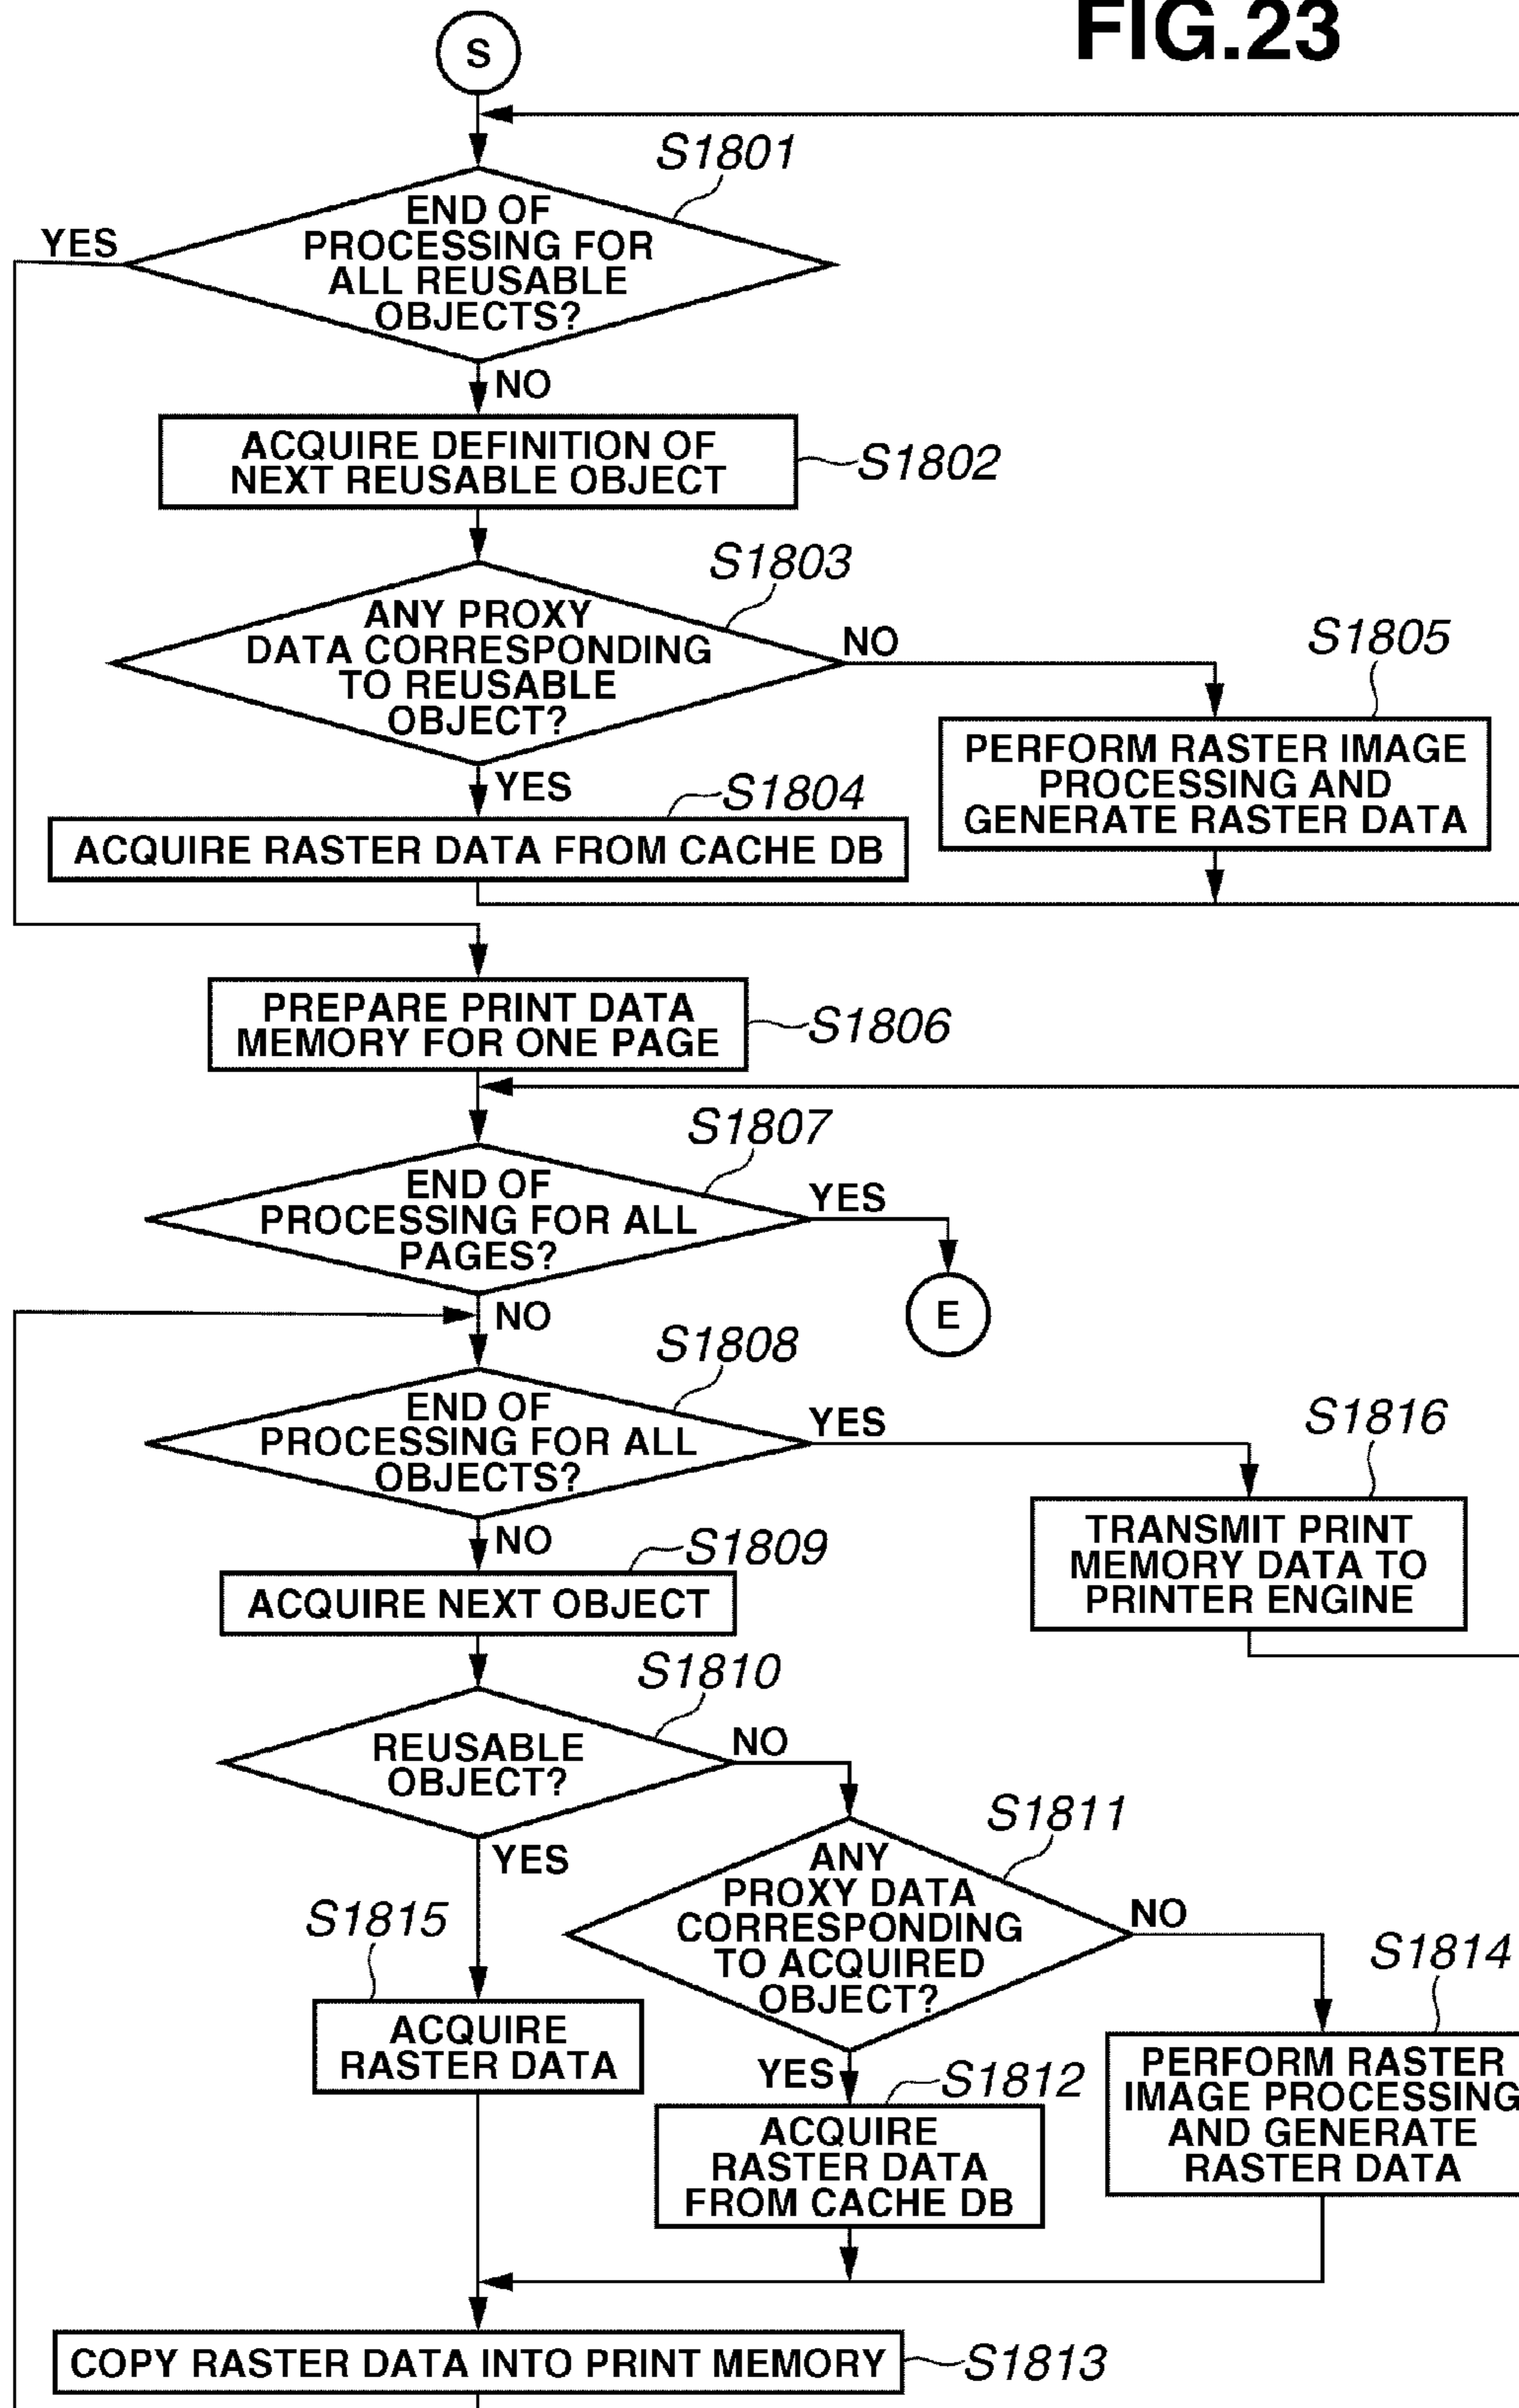 FIG.23
S
S1801
END OF
PROCESSING FOR
ALL REUSABLE
OBJECTS?
YES
NO
ACQUIRE DEFINITION OF
NEXT REUSABLE OBJECT
S1802
S1803
ANY PROXY
DATA CORRESPONDING
TO REUSABLE
OBJECT?
NO
S1805
PERFORM RASTER IMAGE
PROCESSING AND
GENERATE RASTER DATA
YES
S1804
ACQUIRE RASTER DATA FROM CACHE DB
PREPARE PRINT DATA
MEMORY FOR ONE PAGE
S1806
S1807
END OF
PROCESSING FOR ALL
PAGES?
YES
E
NO
S1808
END OF
PROCESSING FOR ALL
OBJECTS?
YES
S1816
TRANSMIT PRINT
MEMORY DATA TO
PRINTER ENGINE
NO
S1809
ACQUIRE NEXT OBJECT
S1810
REUSABLE
OBJECT?
NO
YES
S1811
ANY
PROXY DATA
CORRESPONDING
TO ACQUIRED
OBJECT?
NO
S1815
ACQUIRE
RASTER DATA
S1814
PERFORM RASTER
IMAGE PROCESSING
AND GENERATE
RASTER DATA
YES
S1812
ACQUIRE
RASTER DATA
FROM CACHE DB
COPY RASTER DATA INTO PRINT MEMORY
S1813